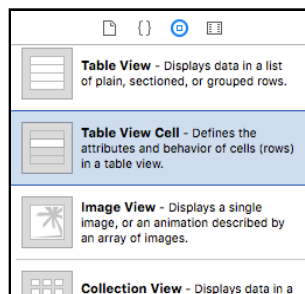 { }
Table View - Displays data in a list
of plain, sectioned, or grouped rows.
Table View Cell - Defines the
attributes and behavior of cells (rows)
in a table view.
Image View - Displays a single
image, or an animation described by
an array of images.
Collection View - Displays data in a